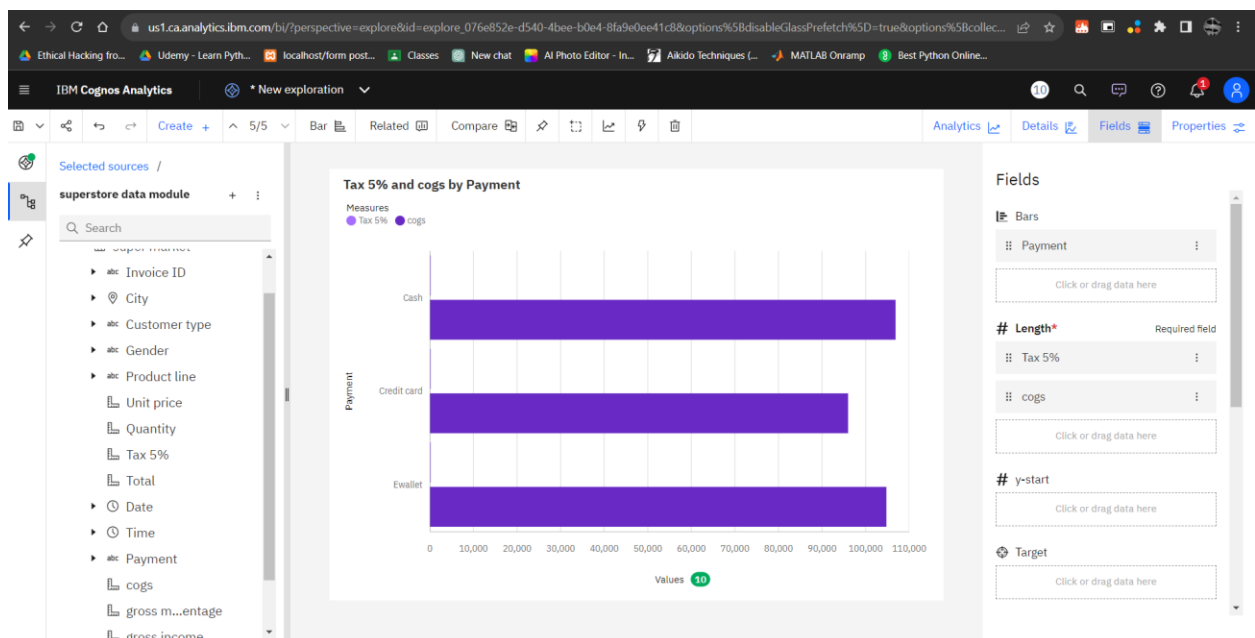 us1.ca.analytics.ibm.com/bi/?perspective=explore&id=explore_076e852e-d540-4bee-b0e4-8fa9e0ee41c8&options%5BdisableGlassPrefetch%5D=true&options%5Bcollec...
Ethical Hacking fro... Udemy - Learn Pyth... localhost/form post... Classes New chat AI Photo Editor - In... Aikido Techniques (... MATLAB Onramp Best Python Online...
IBM Cognos Analytics * New exploration 10 1
Create + 5/5 Bar Related Compare Analytics Details Fields Properties
Selected sources /
superstore data module
Search
super market
Invoice ID
City
Customer type
Gender
Product line
Unit price
Quantity
Tax 5%
Total
Date
Time
Payment
cogs
gross m...entage
gross income
Tax 5% and cogs by Payment
Measures
Tax 5% cogs
Payment
Cash
Credit card
Ewallet
0 10,000 20,000 30,000 40,000 50,000 60,000 70,000 80,000 90,000 100,000 110,000
Values 10
Fields
Bars
Payment
Click or drag data here
# Length* Required field
Tax 5%
cogs
Click or drag data here
# y-start
Click or drag data here
Target
Click or drag data here